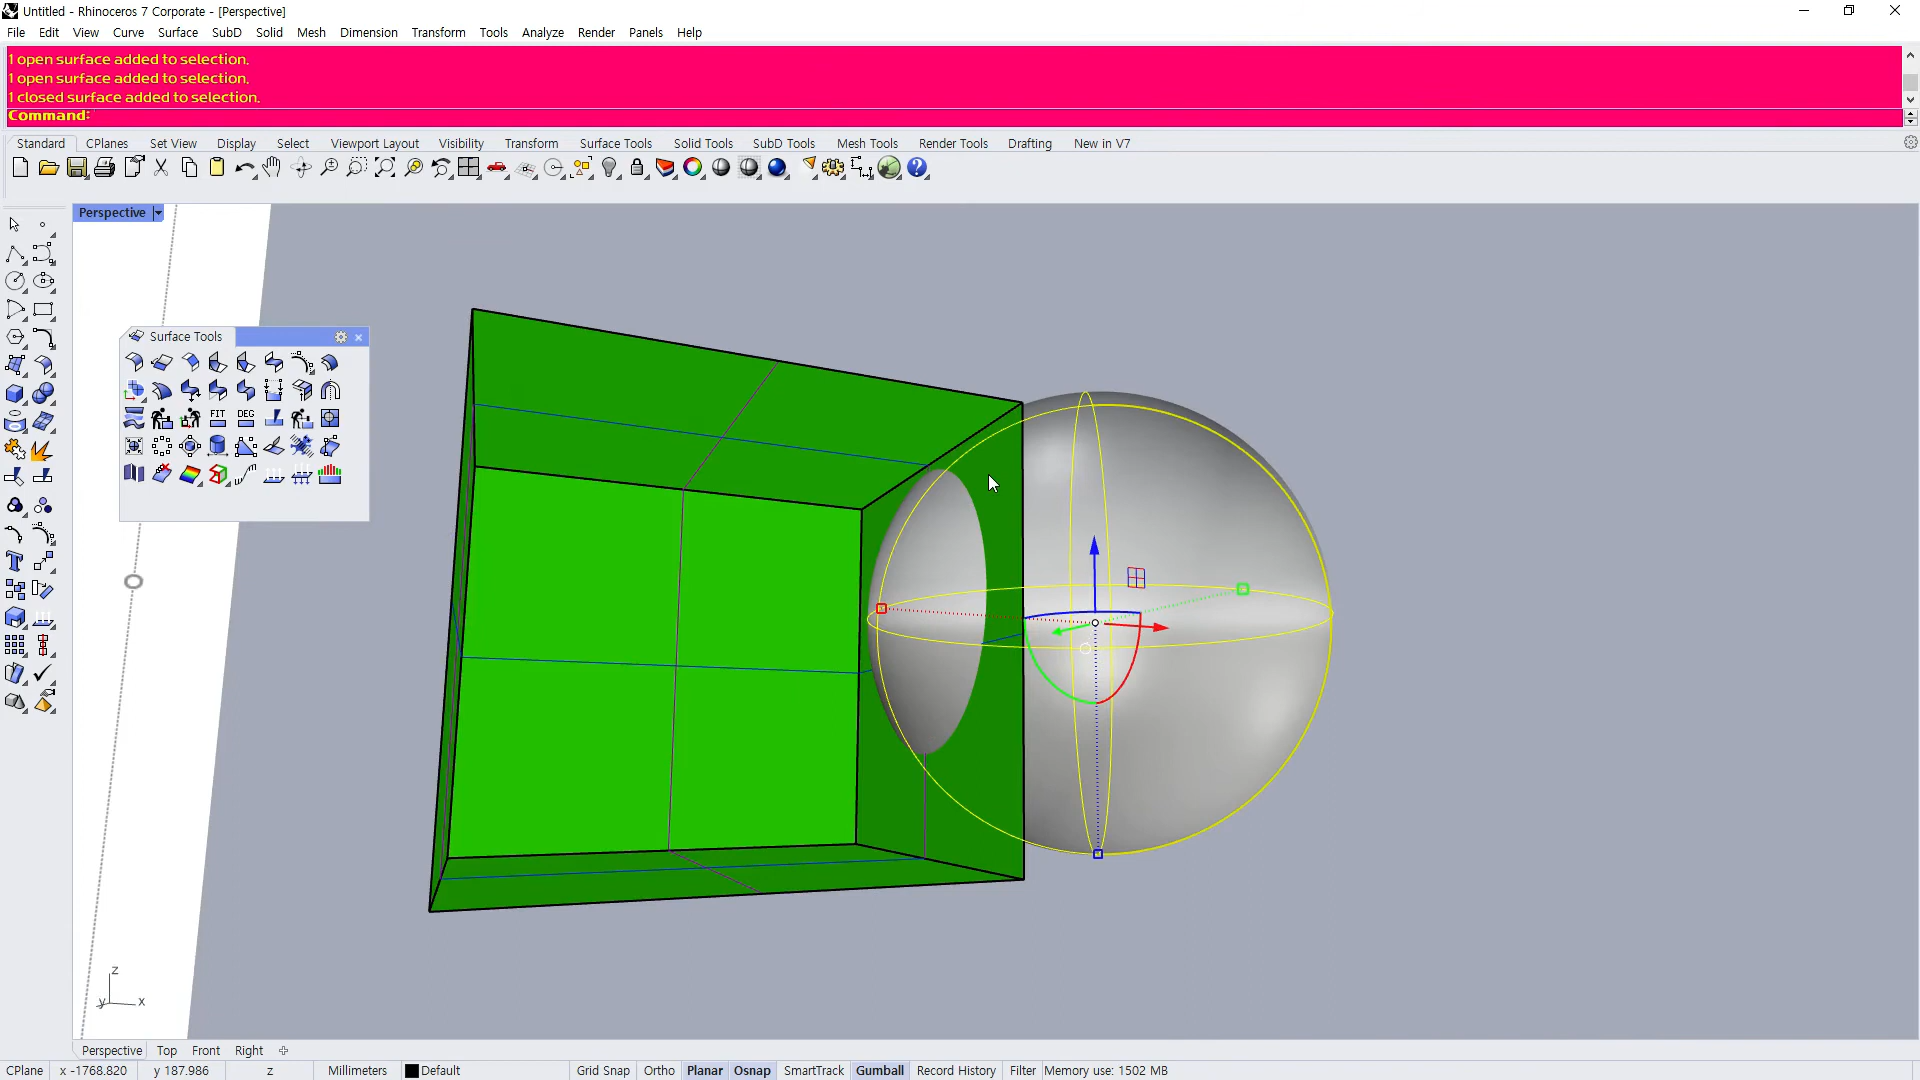 Untitled - Rhinoceros 7 Corporate - [Perspective]
File Edit View Curve Surface SubD Solid Mesh Dimension Transform Tools Analyze Render Panels Help
1 open surface added to selection.
1 open surface added to selection.
1 closed surface added to selection.
Command:
Standard CPlanes Set View Display Select Viewport Layout Visibility Transform Surface Tools Solid Tools SubD Tools Mesh Tools Render Tools Drafting New in V7
Perspective
Surface Tools
FIT DEG
z
y x
Perspective Top Front Right
CPlane x -1768.820 y 187.986 z Millimeters Default Grid Snap Ortho Planar Osnap SmartTrack Gumball Record History Filter Memory use: 1502 MB